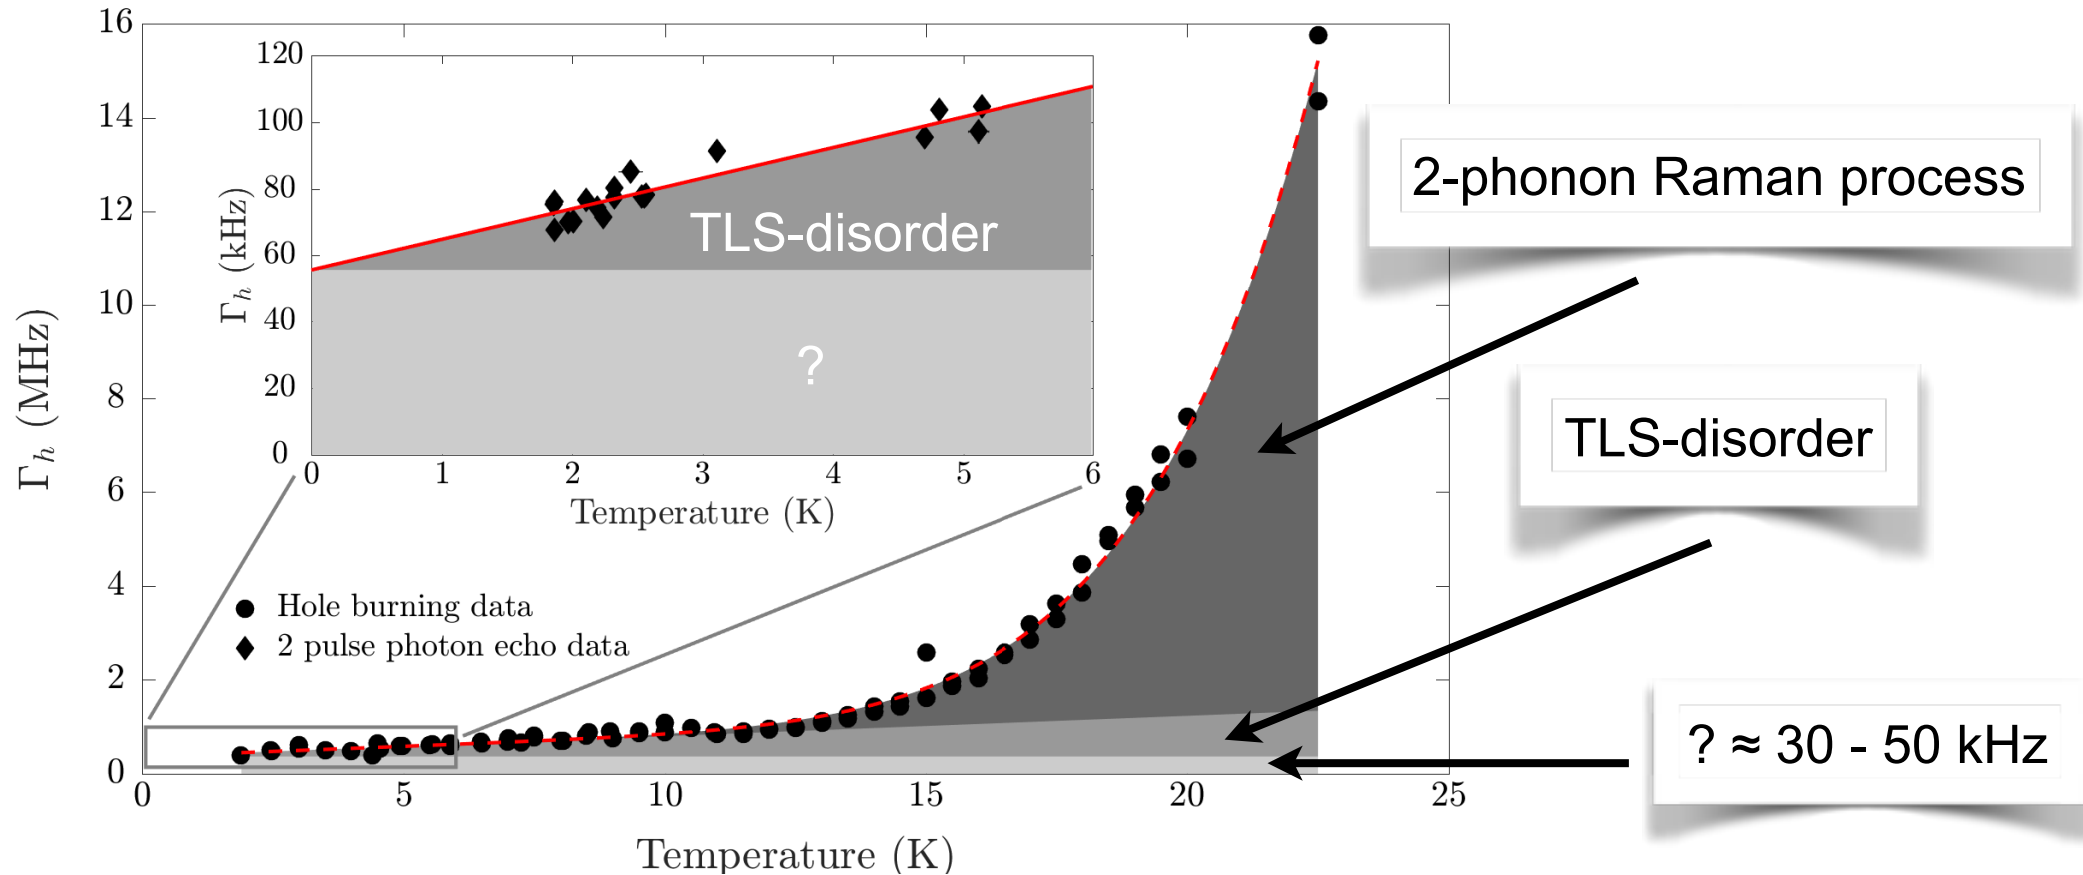 16
14
12
10
8
6
4
2
0
Γh (MHz)
0 5 10 15 20 25
Temperature (K)
120
100
80
60
40
20
0
Γh (kHz)
TLS-disorder
?
0 1 2 3 4 5 6
Temperature (K)
Hole burning data
2 pulse photon echo data
2-phonon Raman process
TLS-disorder
? ≈ 30 - 50 kHz